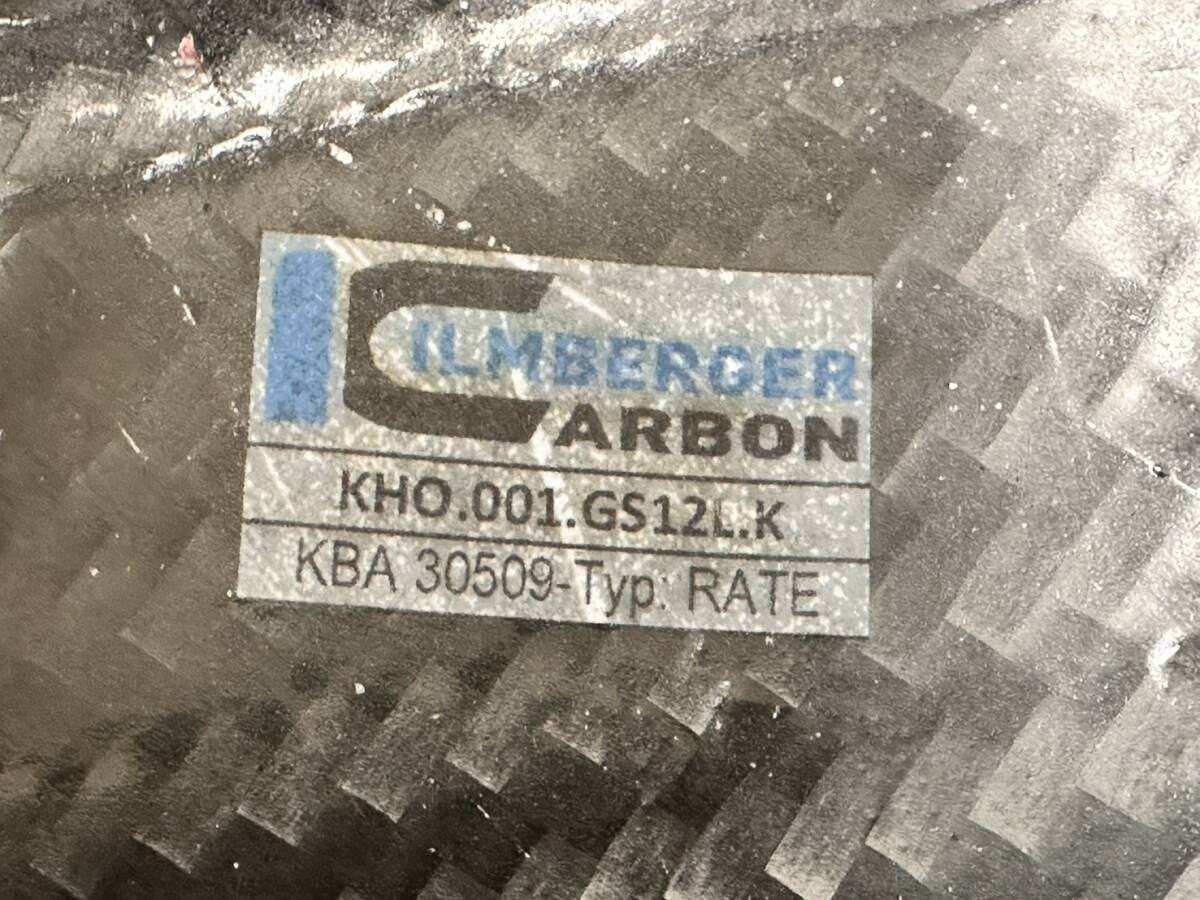 ILMBERGER
CARBON
KHO.001.GS12L.K
KBA 30509-Typ: RATE